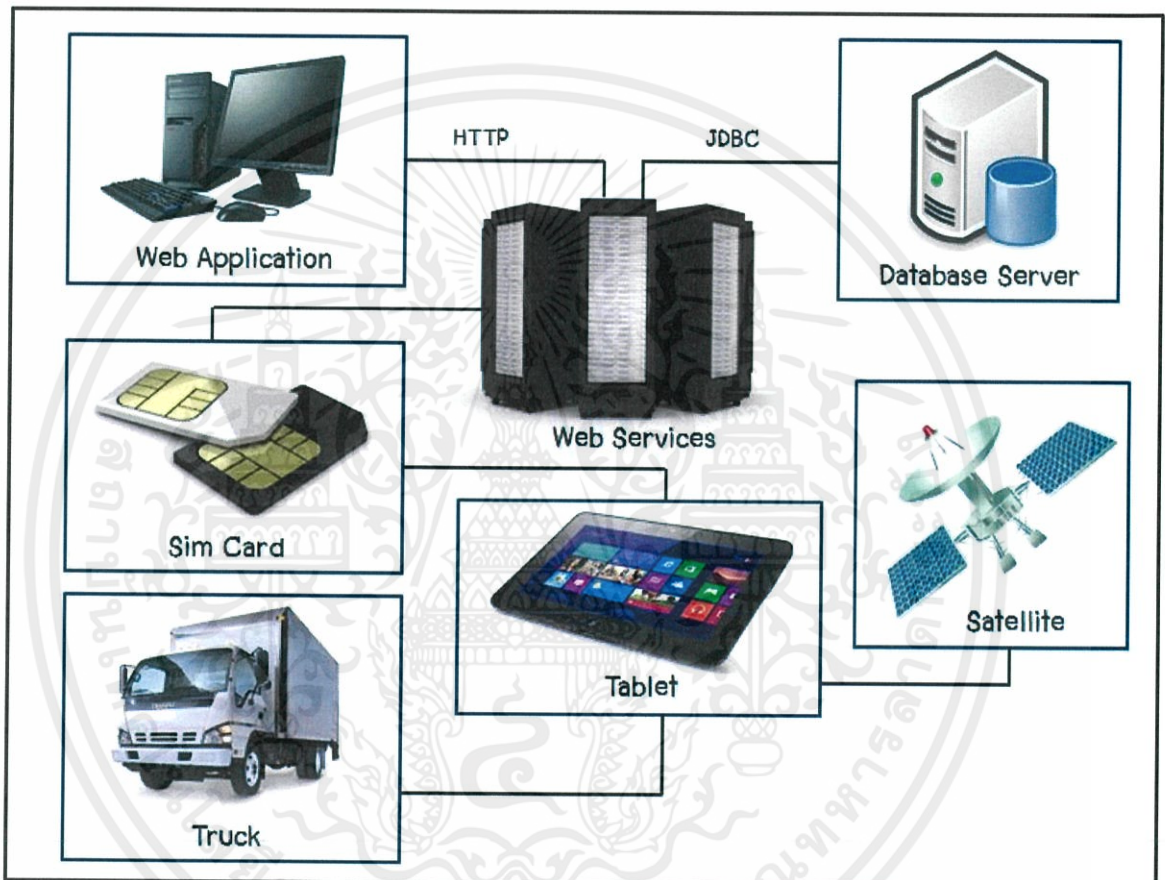 HTTP
JDBC
Web Application
Database Server
Web Services
Sim Card
Satellite
Tablet
Truck